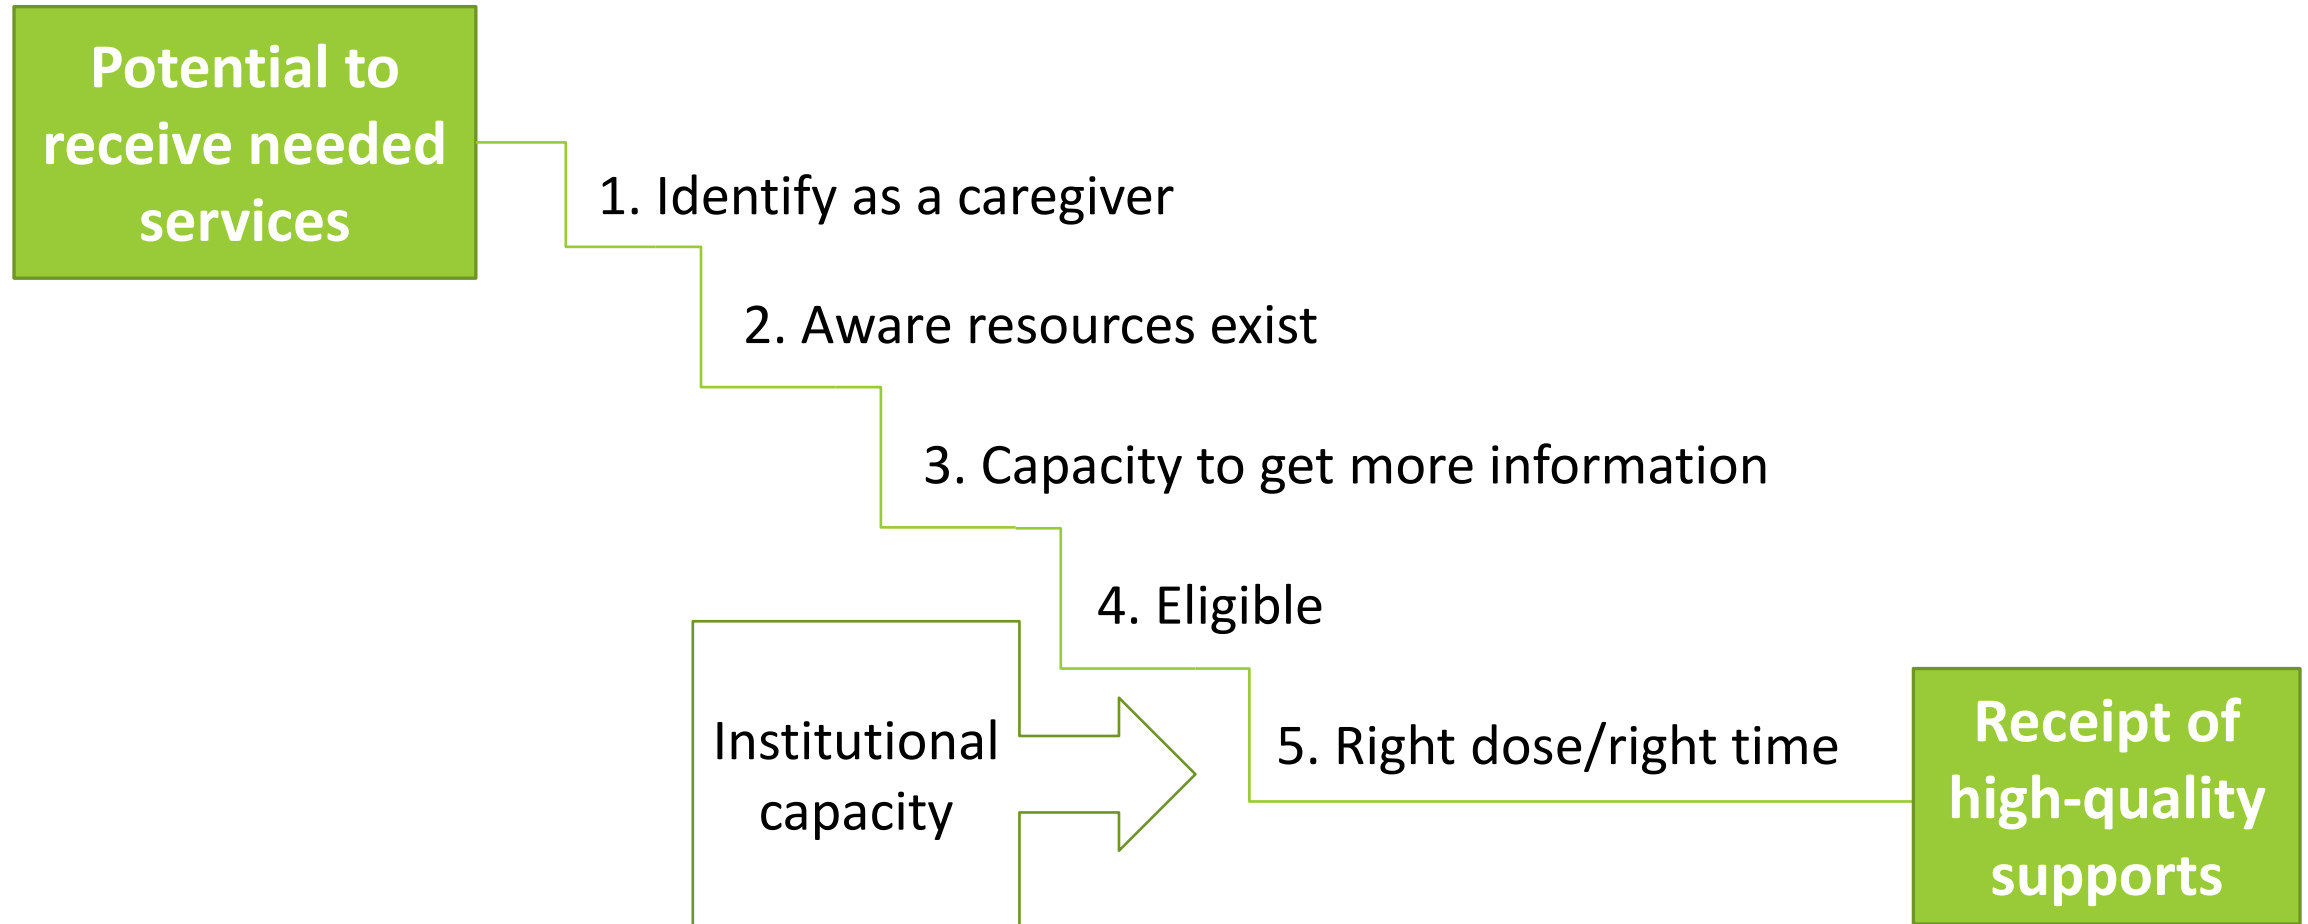 Potential to
receive needed
services
1. Identify as a caregiver
2. Aware resources exist
3. Capacity to get more information
4. Eligible
Institutional
capacity
5. Right dose/right time
Receipt of
high-quality
supports